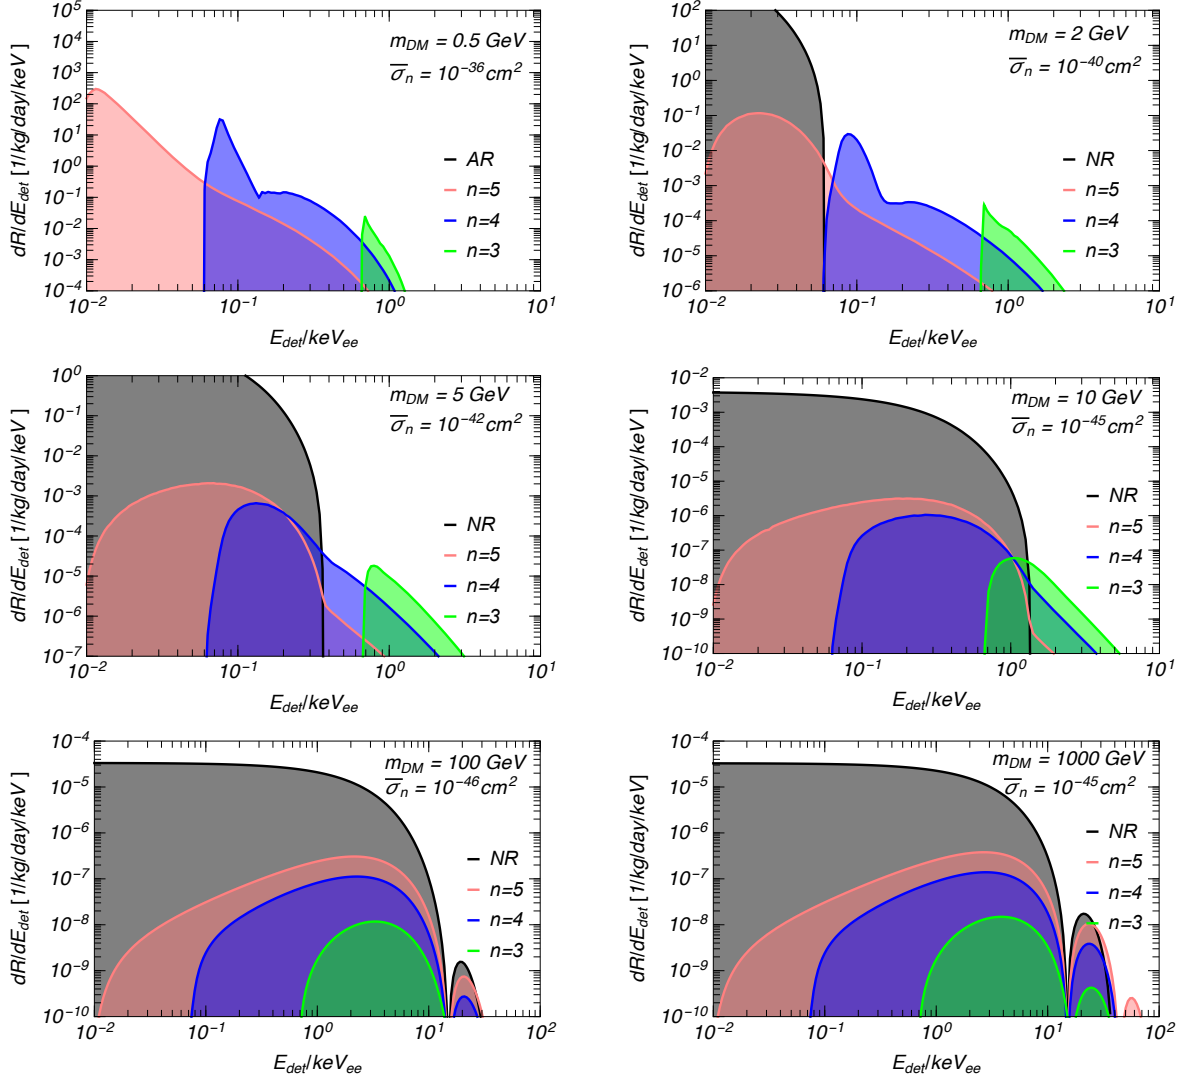 m_DM = 0.5 GeV
σ̅_n = 10^−36 cm^2
AR
n=5
n=4
n=3
dR/dE_det [1/kg/day/keV]
10^5
10^4
10^3
10^2
10^1
10^0
10^−1
10^−2
10^−3
10^−4
10^−2 10^−1 10^0 10^1
E_det/keV_ee
m_DM = 2 GeV
σ̅_n = 10^−40 cm^2
NR
n=5
n=4
n=3
dR/dE_det [1/kg/day/keV]
10^2
10^1
10^0
10^−1
10^−2
10^−3
10^−4
10^−5
10^−6
10^−2 10^−1 10^0 10^1
E_det/keV_ee
m_DM = 5 GeV
σ̅_n = 10^−42 cm^2
NR
n=5
n=4
n=3
dR/dE_det [1/kg/day/keV]
10^0
10^−1
10^−2
10^−3
10^−4
10^−5
10^−6
10^−7
10^−2 10^−1 10^0 10^1
E_det/keV_ee
m_DM = 10 GeV
σ̅_n = 10^−45 cm^2
NR
n=5
n=4
n=3
dR/dE_det [1/kg/day/keV]
10^−2
10^−3
10^−4
10^−5
10^−6
10^−7
10^−8
10^−9
10^−10
10^−2 10^−1 10^0 10^1
E_det/keV_ee
m_DM = 100 GeV
σ̅_n = 10^−46 cm^2
NR
n=5
n=4
n=3
dR/dE_det [1/kg/day/keV]
10^−4
10^−5
10^−6
10^−7
10^−8
10^−9
10^−10
10^−2 10^−1 10^0 10^1 10^2
E_det/keV_ee
m_DM = 1000 GeV
σ̅_n = 10^−45 cm^2
NR
n=5
n=4
n=3
dR/dE_det [1/kg/day/keV]
10^−4
10^−5
10^−6
10^−7
10^−8
10^−9
10^−10
10^−2 10^−1 10^0 10^1 10^2
E_det/keV_ee